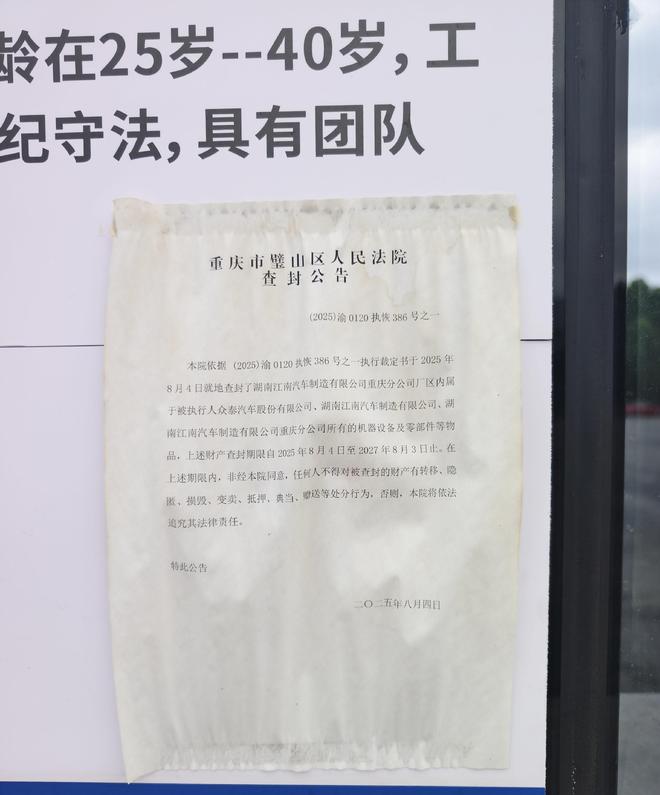 龄在25岁--40岁，工
纪守法，具有团队
重庆市璧山区人民法院
查封公告
(2025)渝0120执恢386号之一
本院依据 (2025)渝0120执恢386号之一执行裁定书于2025年
8月4日就地查封了湖南江南汽车制造有限公司重庆分公司厂区内属
于被执行人众泰汽车股份有限公司、湖南江南汽车制造有限公司、湖
南江南汽车制造有限公司重庆分公司所有的机器设备及零部件等物
品，上述财产查封期限自2025年8月4日至2027年8月3日止。在
上述期限内，非经本院同意，任何人不得对被查封的财产有转移、隐
匿、损毁、变卖、抵押、典当、赠送等处分行为，否则，本院将依法
追究其法律责任。
特此公告
二〇二五年八月四日